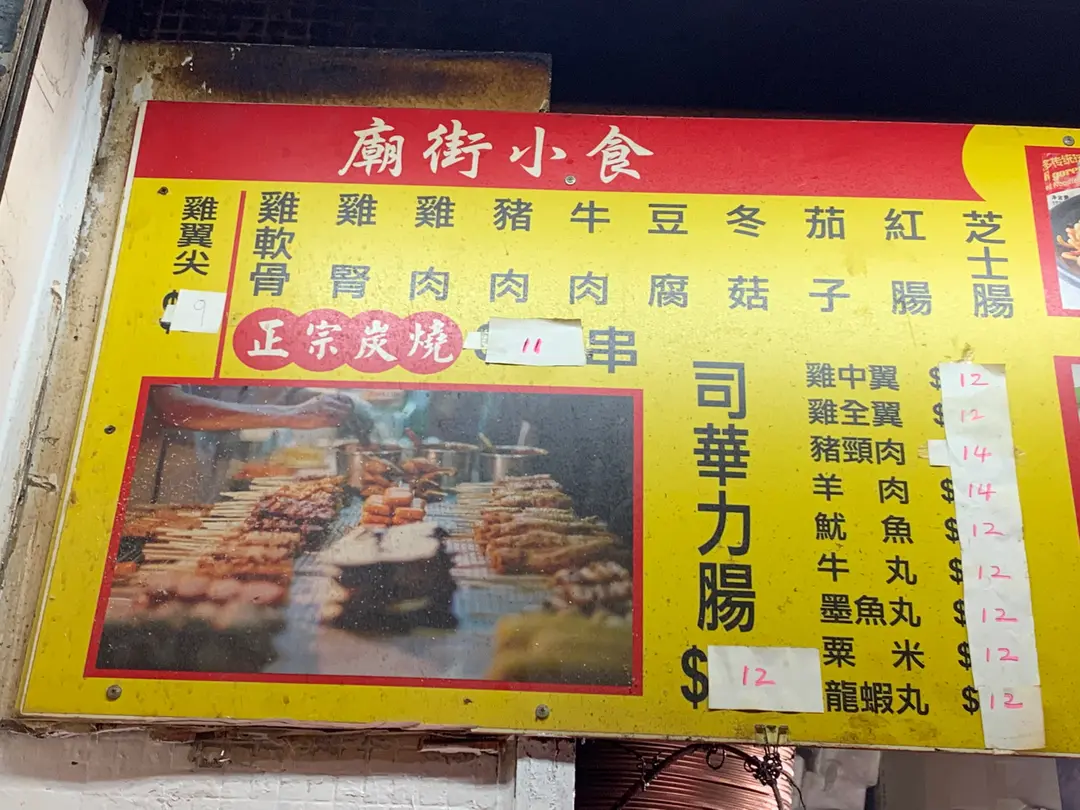 廟街小食
雞翼尖
$9
雞軟骨
雞腎
雞肉
豬肉
牛肉
豆腐
冬菇
茄子
紅腸
芝士腸
正宗炭燒
11 串
司華力腸
$12
雞中翼 $12
雞全翼 $12
豬頸肉 14
羊肉 $14
魷魚 $12
牛丸 $12
墨魚丸 $12
粟米 $12
龍蝦丸 $12